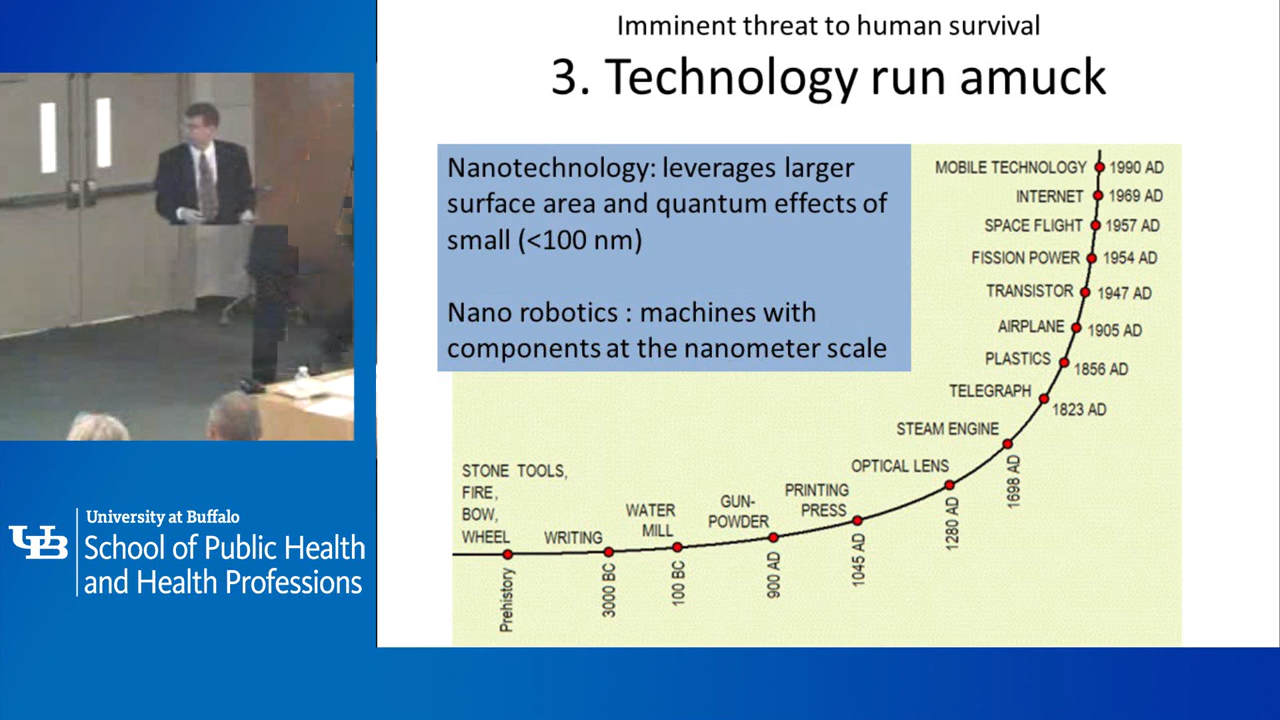 Imminent threat to human survival
3. Technology run amuck
Nanotechnology: leverages larger
surface area and quantum effects of
small (<100 nm)
Nano robotics : machines with
components at the nanometer scale
MOBILE TECHNOLOGY 1990 AD
INTERNET 1969 AD
SPACE FLIGHT 1957 AD
FISSION POWER 1954 AD
TRANSISTOR 1947 AD
AIRPLANE 1905 AD
PLASTICS 1856 AD
TELEGRAPH 1823 AD
STEAM ENGINE 1698 AD
OPTICAL LENS 1280 AD
PRINTING
PRESS 1045 AD
GUN-
POWDER 900 AD
WATER
MILL 100 BC
WRITING 3000 BC
STONE TOOLS,
FIRE,
BOW,
WHEEL Prehistory
UB
University at Buffalo
School of Public Health
and Health Professions